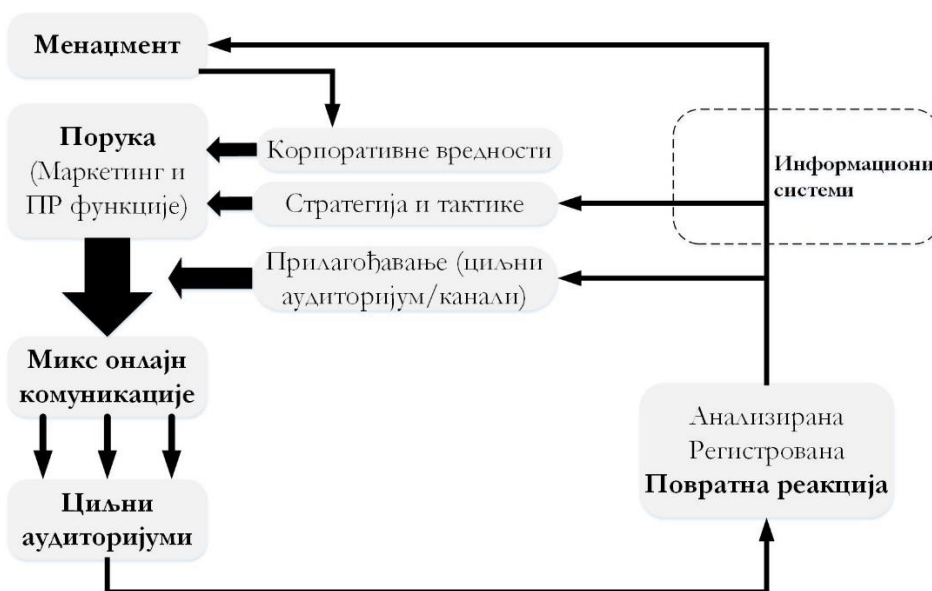 Менаџмент
Порука
(Маркетинг и
ПР функције)
Корпоративне вредности
Стратегија и тактике
Прилагођавање (циљни
аудиторијум/канали)
Информациони
системи
Микс онлајн
комуникације
Циљни
аудиторијуми
Анализирана
Регистрована
Повратна реакција